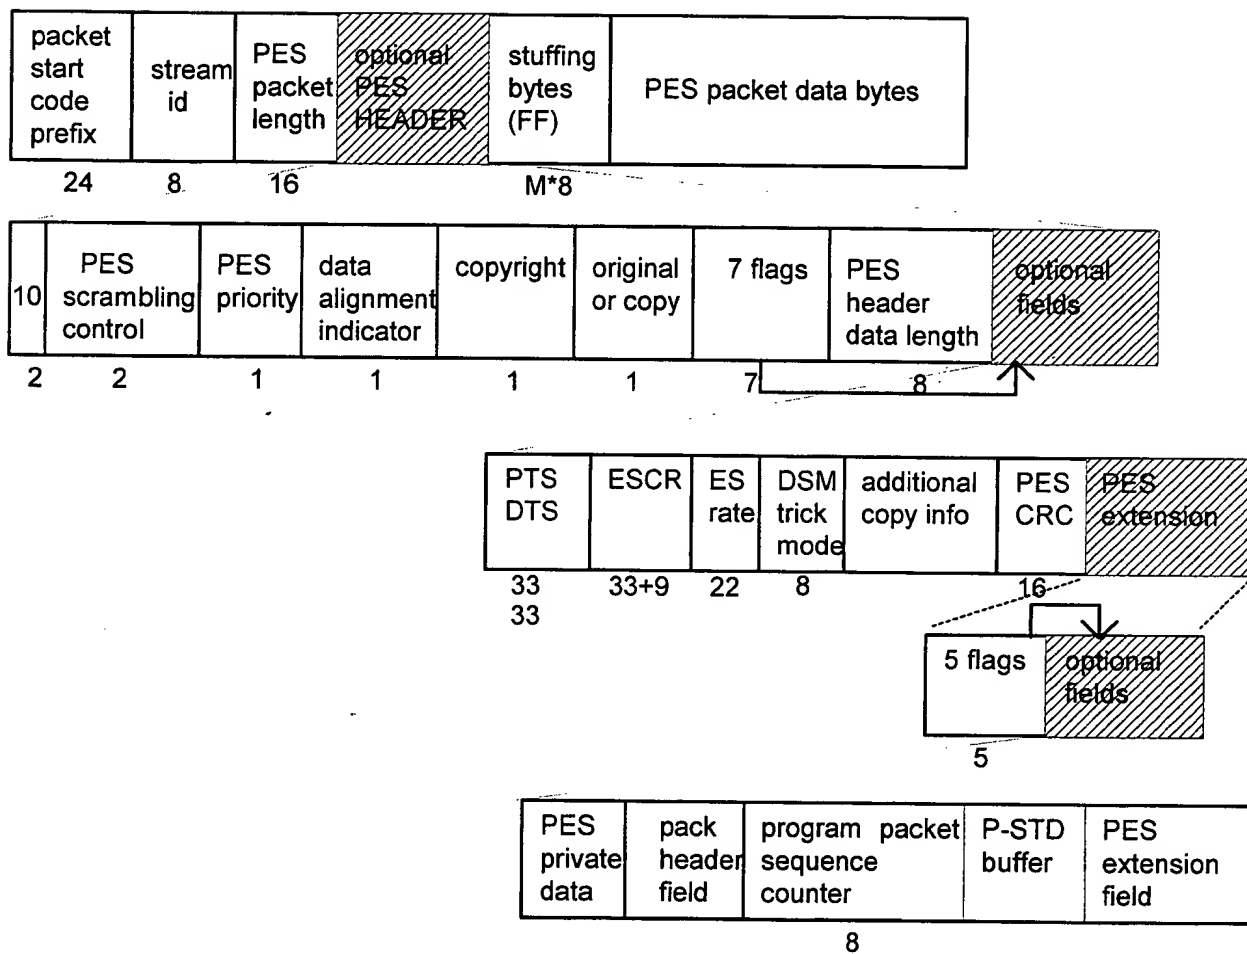 packet
start
code
prefix
stream
id
PES
packet
length
optional
PES
HEADER
stuffing
bytes
(FF)
PES packet data bytes
24
8
16
M*8
10
PES
scrambling
control
PES
priority
data
alignment
indicator
copyright
original
or copy
7 flags
PES
header
data length
optional
fields
2
2
1
1
1
1
7
8
PTS
DTS
ESCR
ES
rate
DSM
trick
mode
additional
copy info
PES
CRC
PES
extension
33
33
33+9
22
8
16
5 flags
optional
fields
5
PES
private
data
pack
header
field
program packet
sequence
counter
P-STD
buffer
PES
extension
field
8